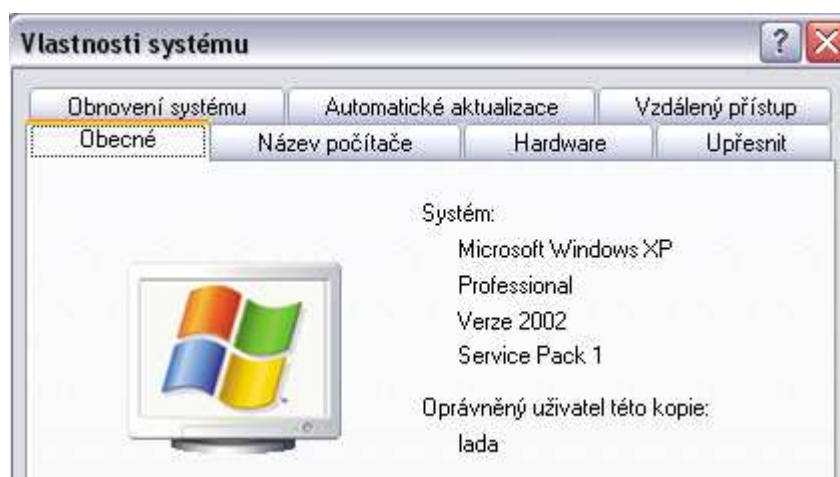 Vlastnosti systému
Obnovení systému Automatické aktualizace Vzdálený přístup
Obecné Název počítače Hardware Upřesnit
Systém:
Microsoft Windows XP
Professional
Verze 2002
Service Pack 1
Oprávněný uživatel této kopie:
lada